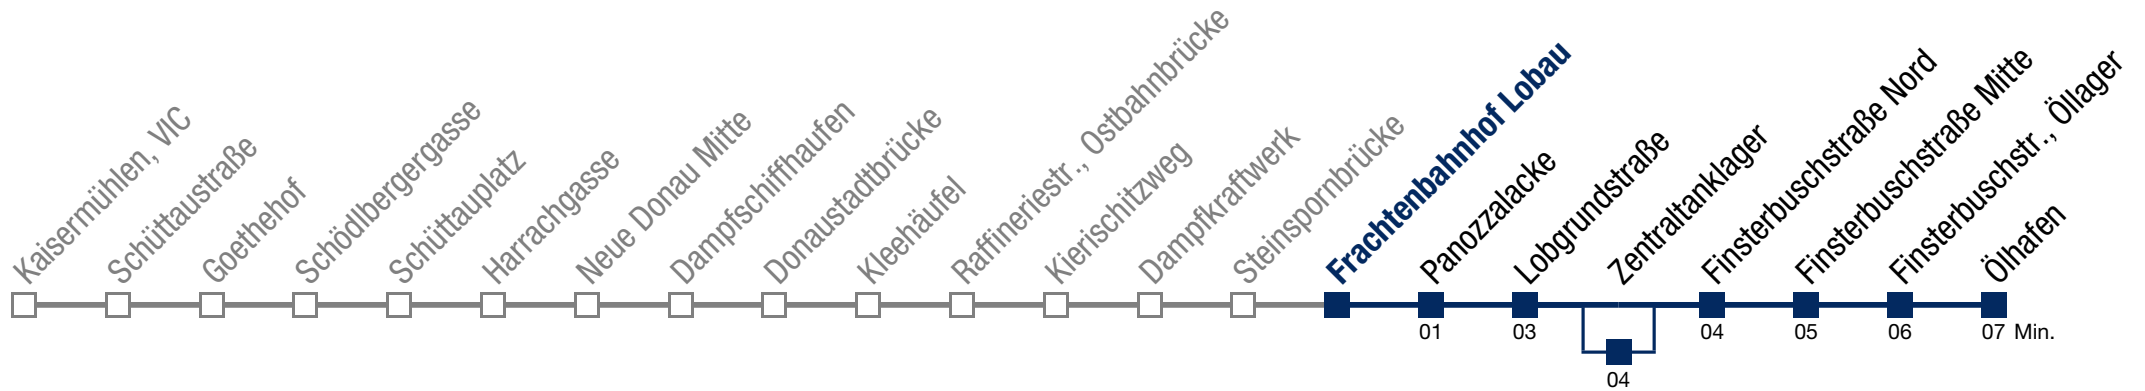 Kaisermühlen, VIC
Schüttaustraße
Goethehof
Schödlbergergasse
Schüttauplatz
Harrachgasse
Neue Donau Mitte
Dampfschiffhaufen
Donaustadtbrücke
Kleehäufel
Raffineriestr., Ostbahnbrücke
Kierischitzweg
Dampfkraftwerk
Steinspornbrücke
Frachtenbahnhof Lobau
Panozzalacke
Lobgrundstraße
Zentraltanklager
Finsterbuschstraße Nord
Finsterbuschstraße Mitte
Finsterbuschstr., Öllager
Ölhafen
01 03 04 05 06 07 Min.
04